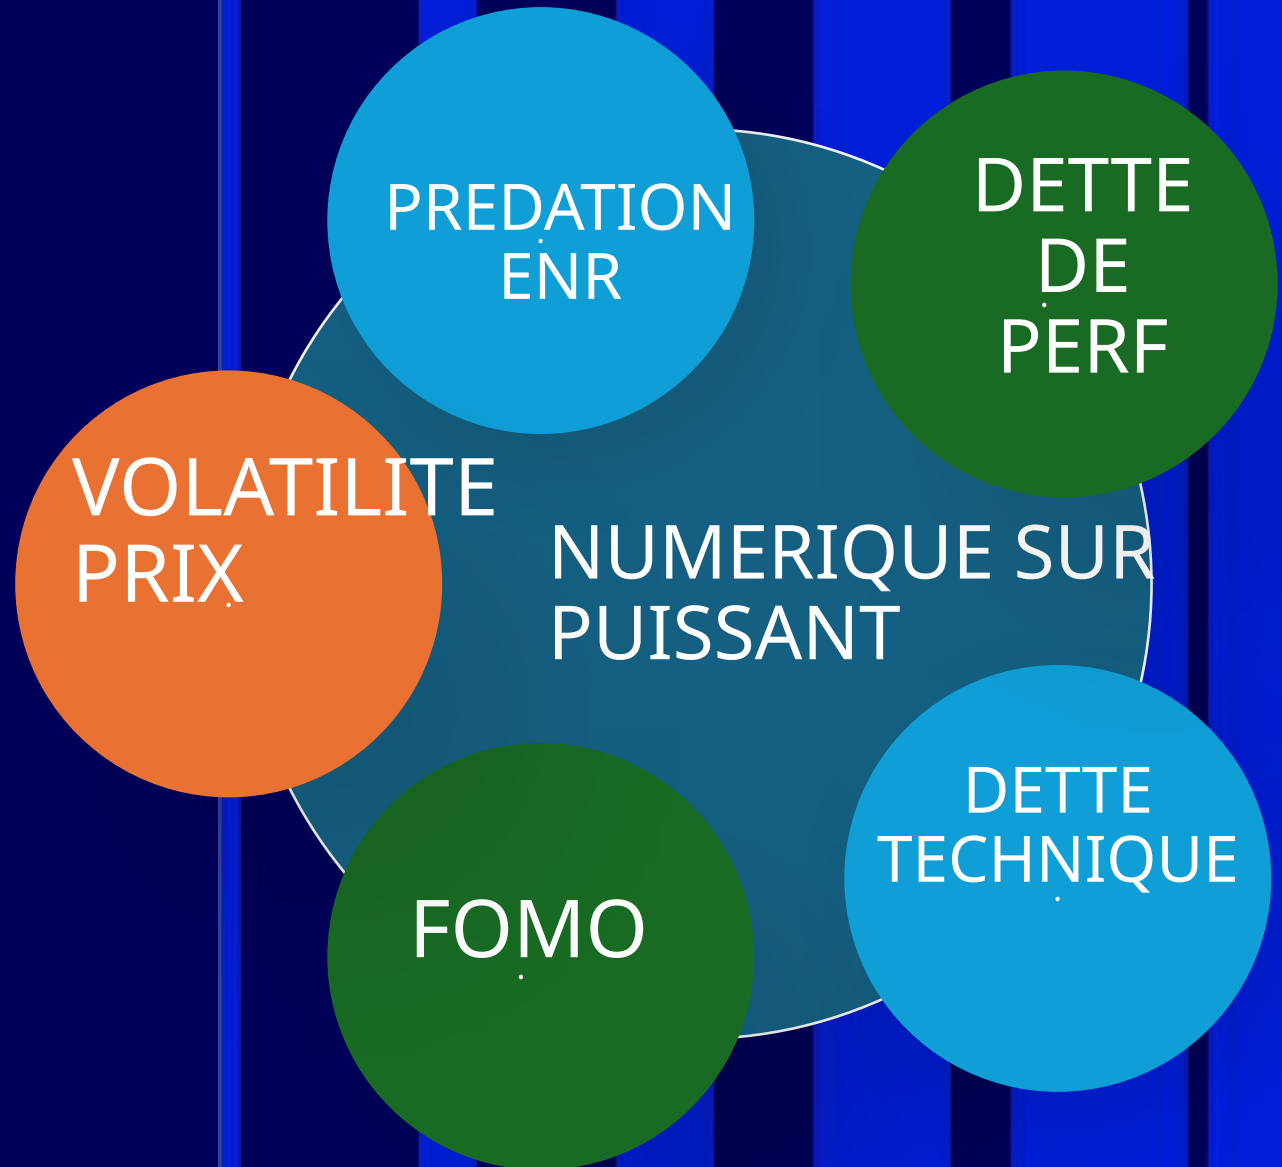 PREDATION
ENR
DETTE
DE
PERF
VOLATILITE
PRIX
NUMERIQUE SUR
PUISSANT
DETTE
TECHNIQUE
FOMO